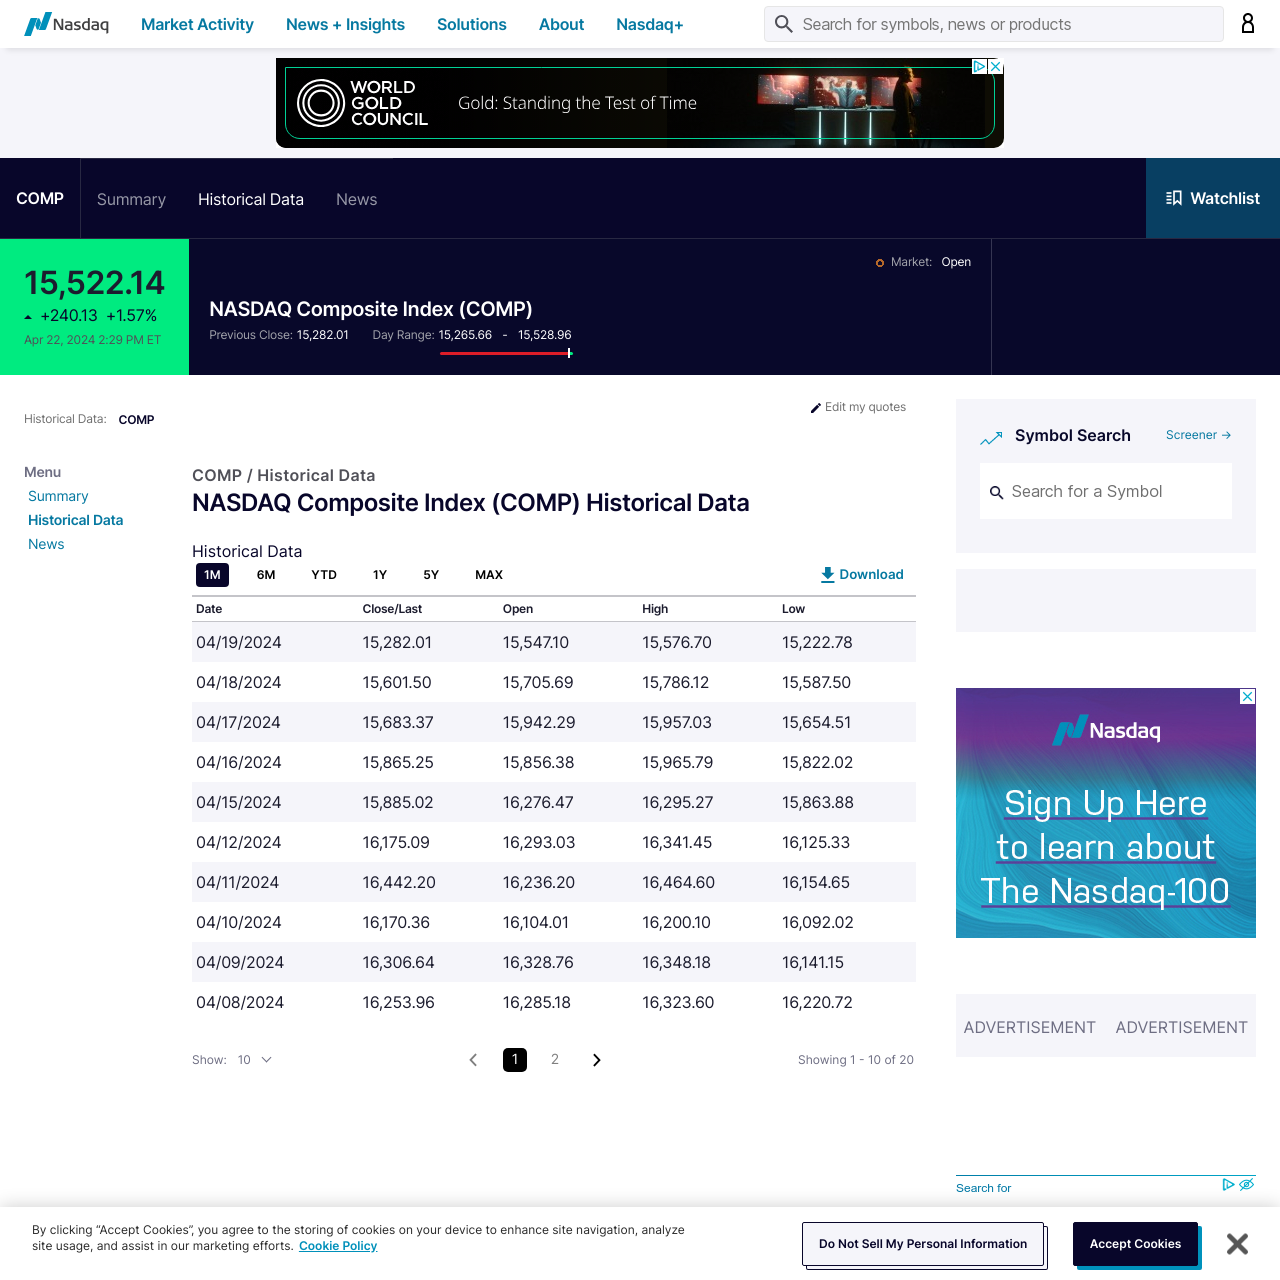 Nasdaq
Market Activity
News + Insights
Solutions
About
Nasdaq+
Search for symbols, news or products
WORLD
GOLD
COUNCIL
Gold: Standing the Test of Time
COMP
Summary
Historical Data
News
Watchlist
15,522.14
+240.13 +1.57%
Apr 22, 2024 2:29 PM ET
Market: Open
NASDAQ Composite Index (COMP)
Previous Close: 15,282.01 Day Range: 15,265.66 - 15,528.96
Historical Data: COMP
Edit my quotes
Menu
Summary
Historical Data
News
COMP / Historical Data
NASDAQ Composite Index (COMP) Historical Data
Historical Data
1M 6M YTD 1Y 5Y MAX
Download
Date Close/Last Open High Low
04/19/2024 15,282.01 15,547.10 15,576.70 15,222.78
04/18/2024 15,601.50 15,705.69 15,786.12 15,587.50
04/17/2024 15,683.37 15,942.29 15,957.03 15,654.51
04/16/2024 15,865.25 15,856.38 15,965.79 15,822.02
04/15/2024 15,885.02 16,276.47 16,295.27 15,863.88
04/12/2024 16,175.09 16,293.03 16,341.45 16,125.33
04/11/2024 16,442.20 16,236.20 16,464.60 16,154.65
04/10/2024 16,170.36 16,104.01 16,200.10 16,092.02
04/09/2024 16,306.64 16,328.76 16,348.18 16,141.15
04/08/2024 16,253.96 16,285.18 16,323.60 16,220.72
Show: 10
1 2
Showing 1 - 10 of 20
Symbol Search
Screener →
Search for a Symbol
Nasdaq
Sign Up Here
to learn about
The Nasdaq-100
ADVERTISEMENT ADVERTISEMENT
Search for
By clicking “Accept Cookies”, you agree to the storing of cookies on your device to enhance site navigation, analyze
site usage, and assist in our marketing efforts. Cookie Policy
Do Not Sell My Personal Information
Accept Cookies